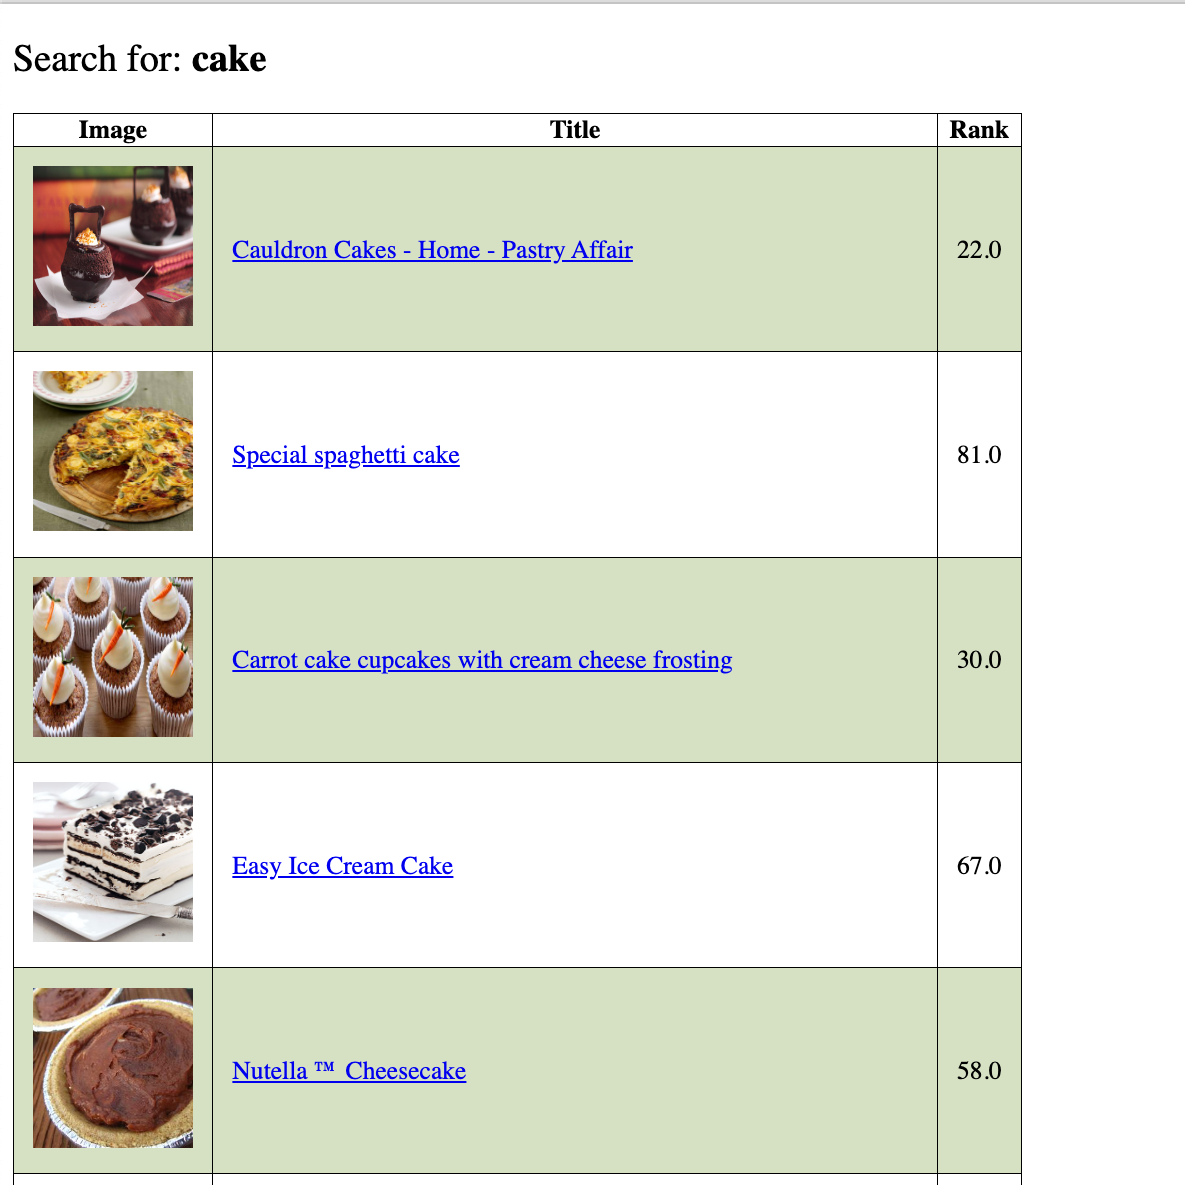 Search for: cake
Image Title Rank
Cauldron Cakes - Home - Pastry Affair 22.0
Special spaghetti cake 81.0
Carrot cake cupcakes with cream cheese frosting 30.0
Easy Ice Cream Cake 67.0
Nutella ™ Cheesecake 58.0